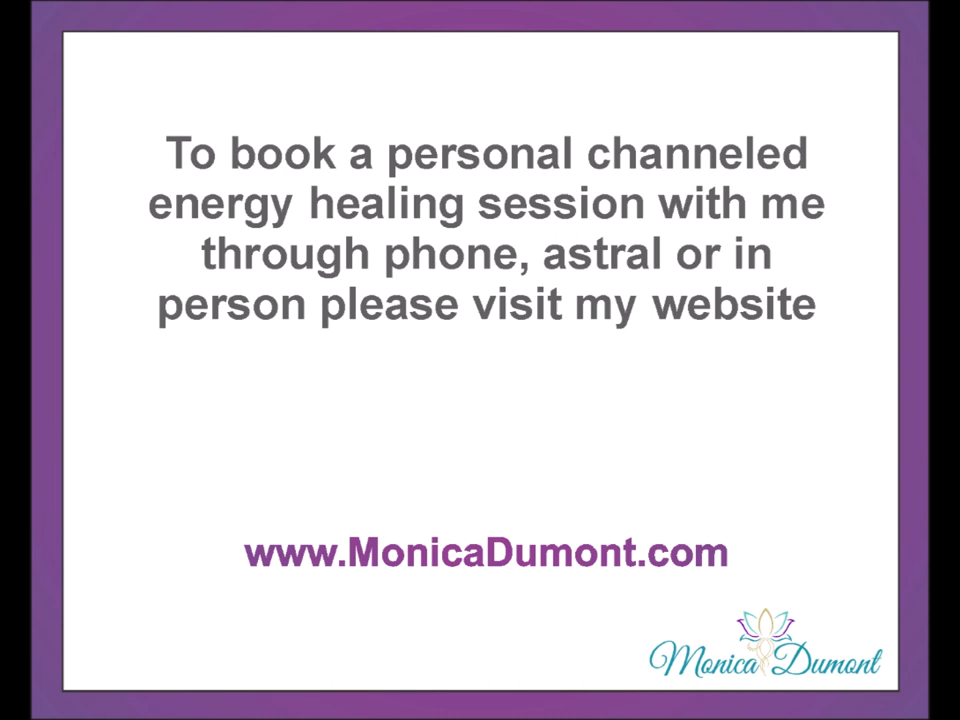 To book a personal channeled
energy healing session with me
through phone, astral or in
person please visit my website
www.MonicaDumont.com
Monica Dumont